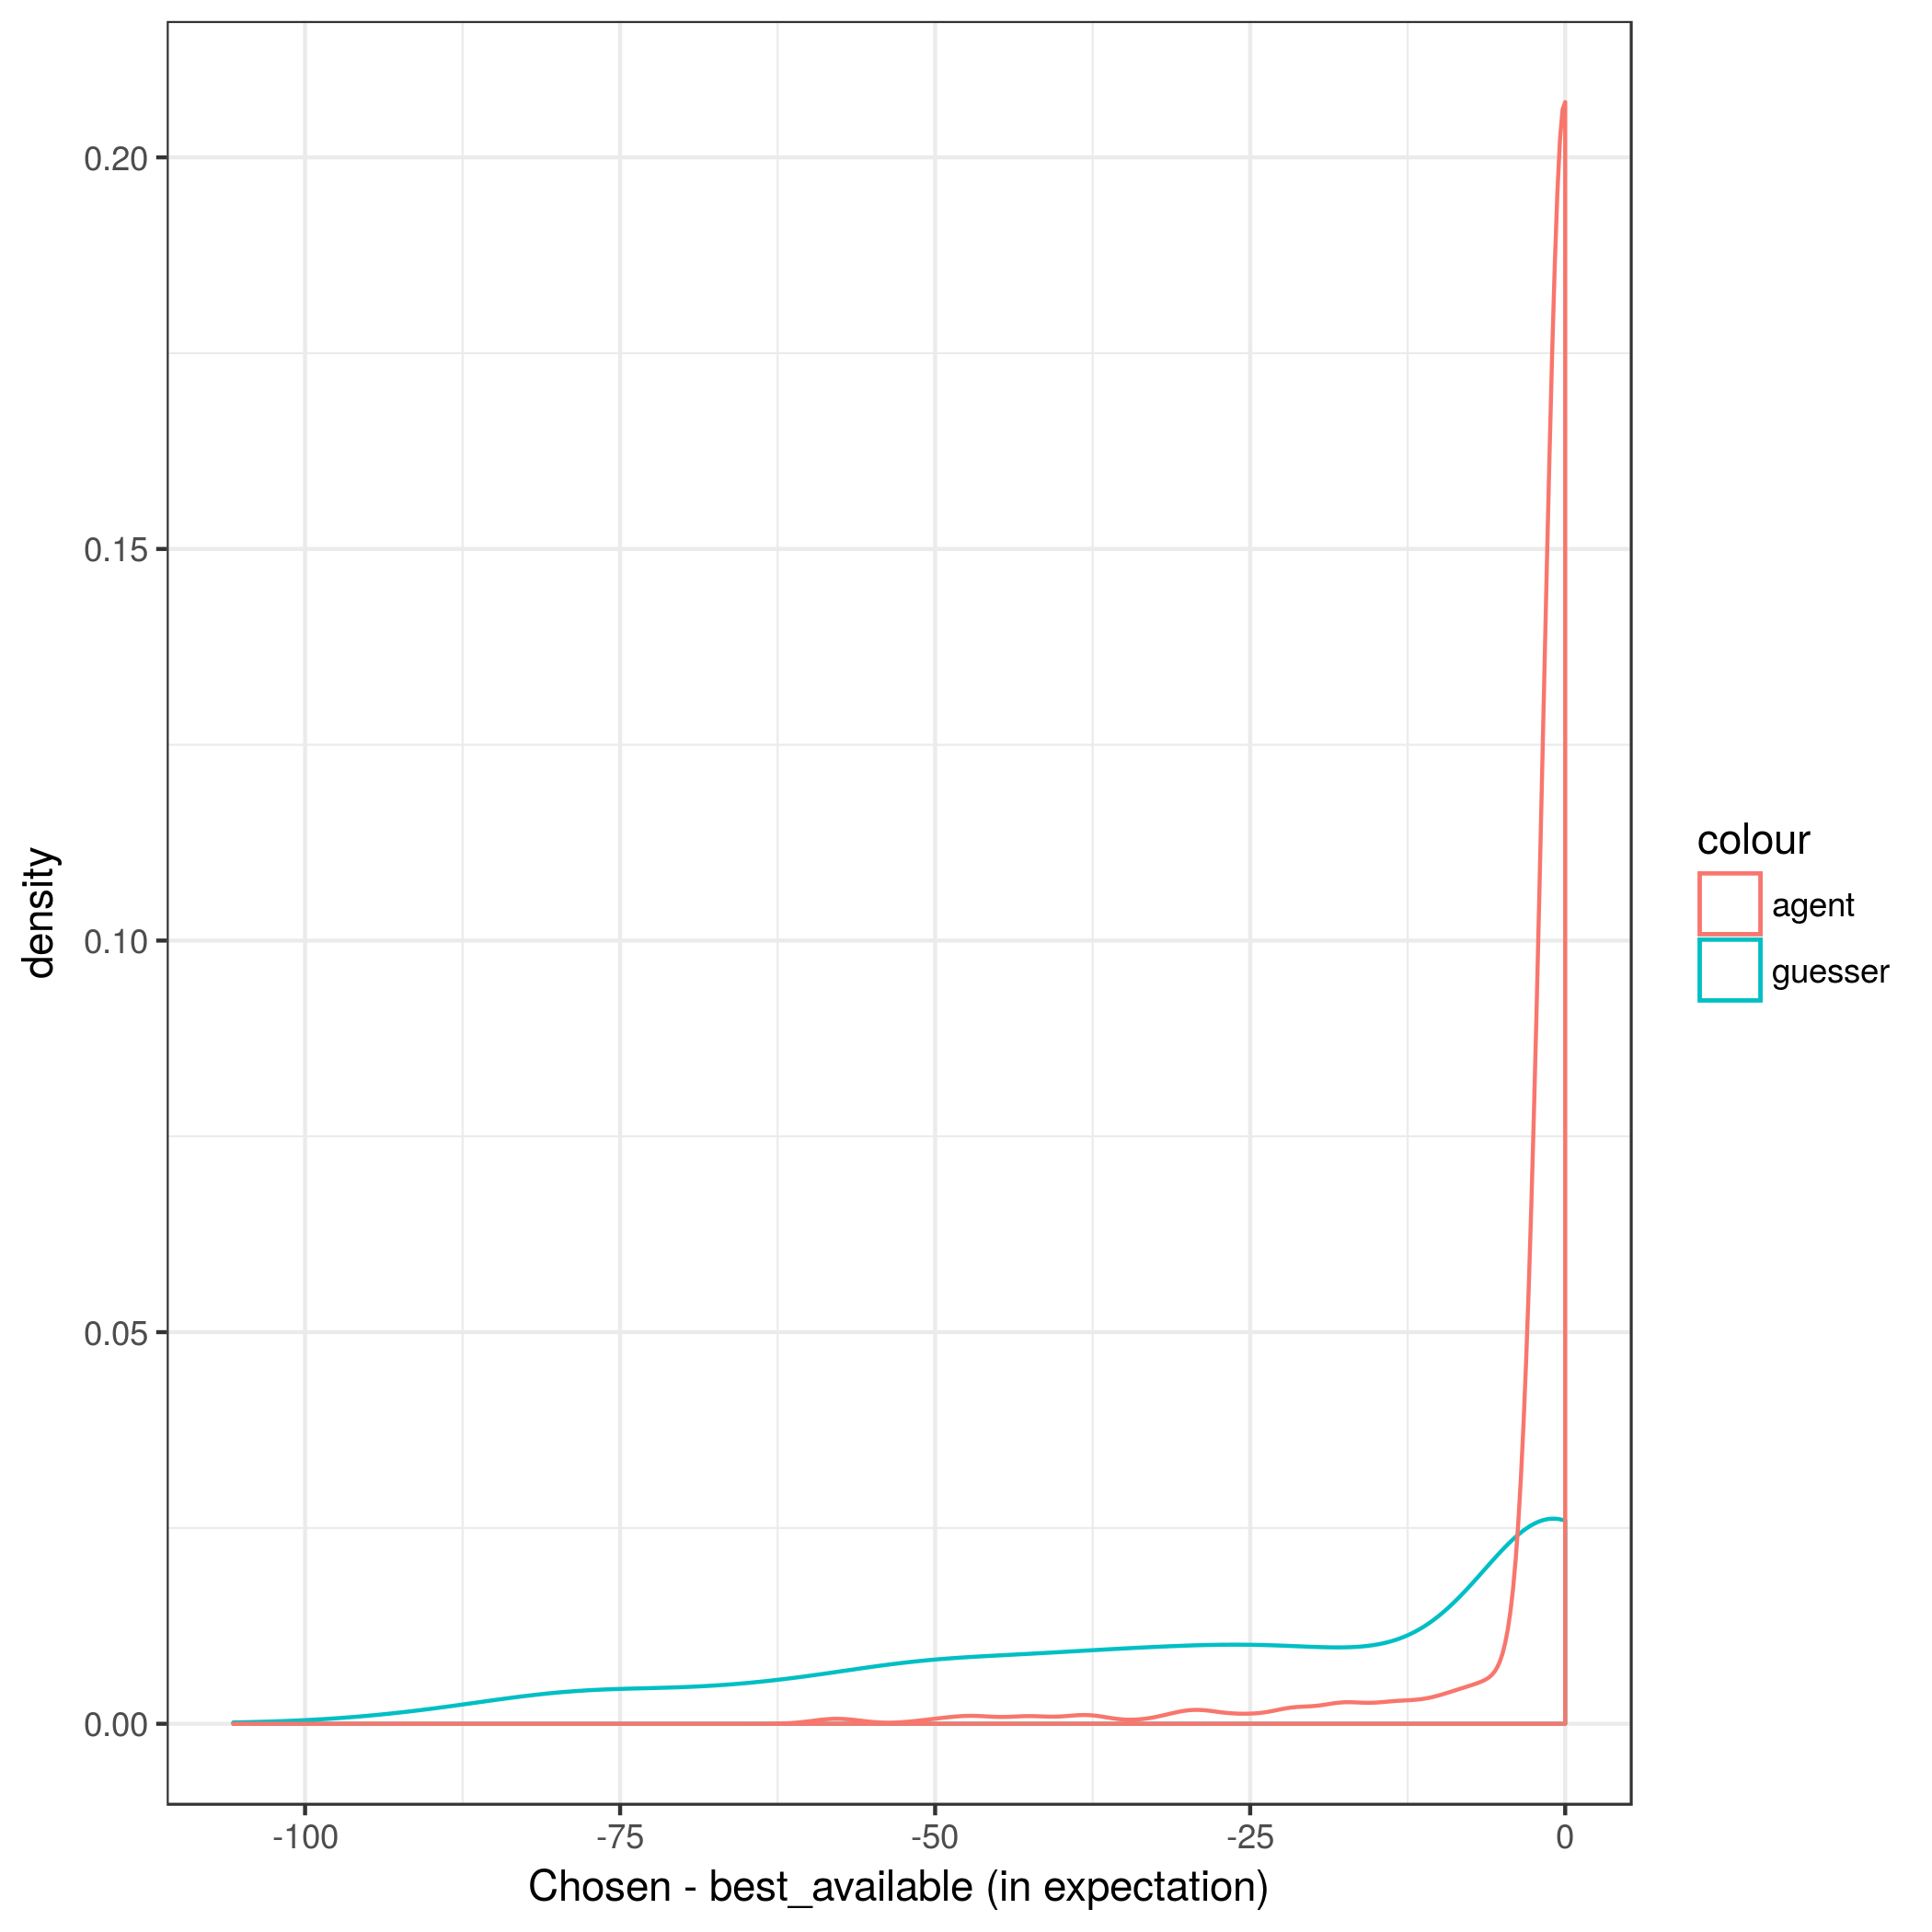 0.20
0.15
0.10
0.05
0.00
density
-100 -75 -50 -25 0
Chosen - best_available (in expectation)
colour
agent
guesser